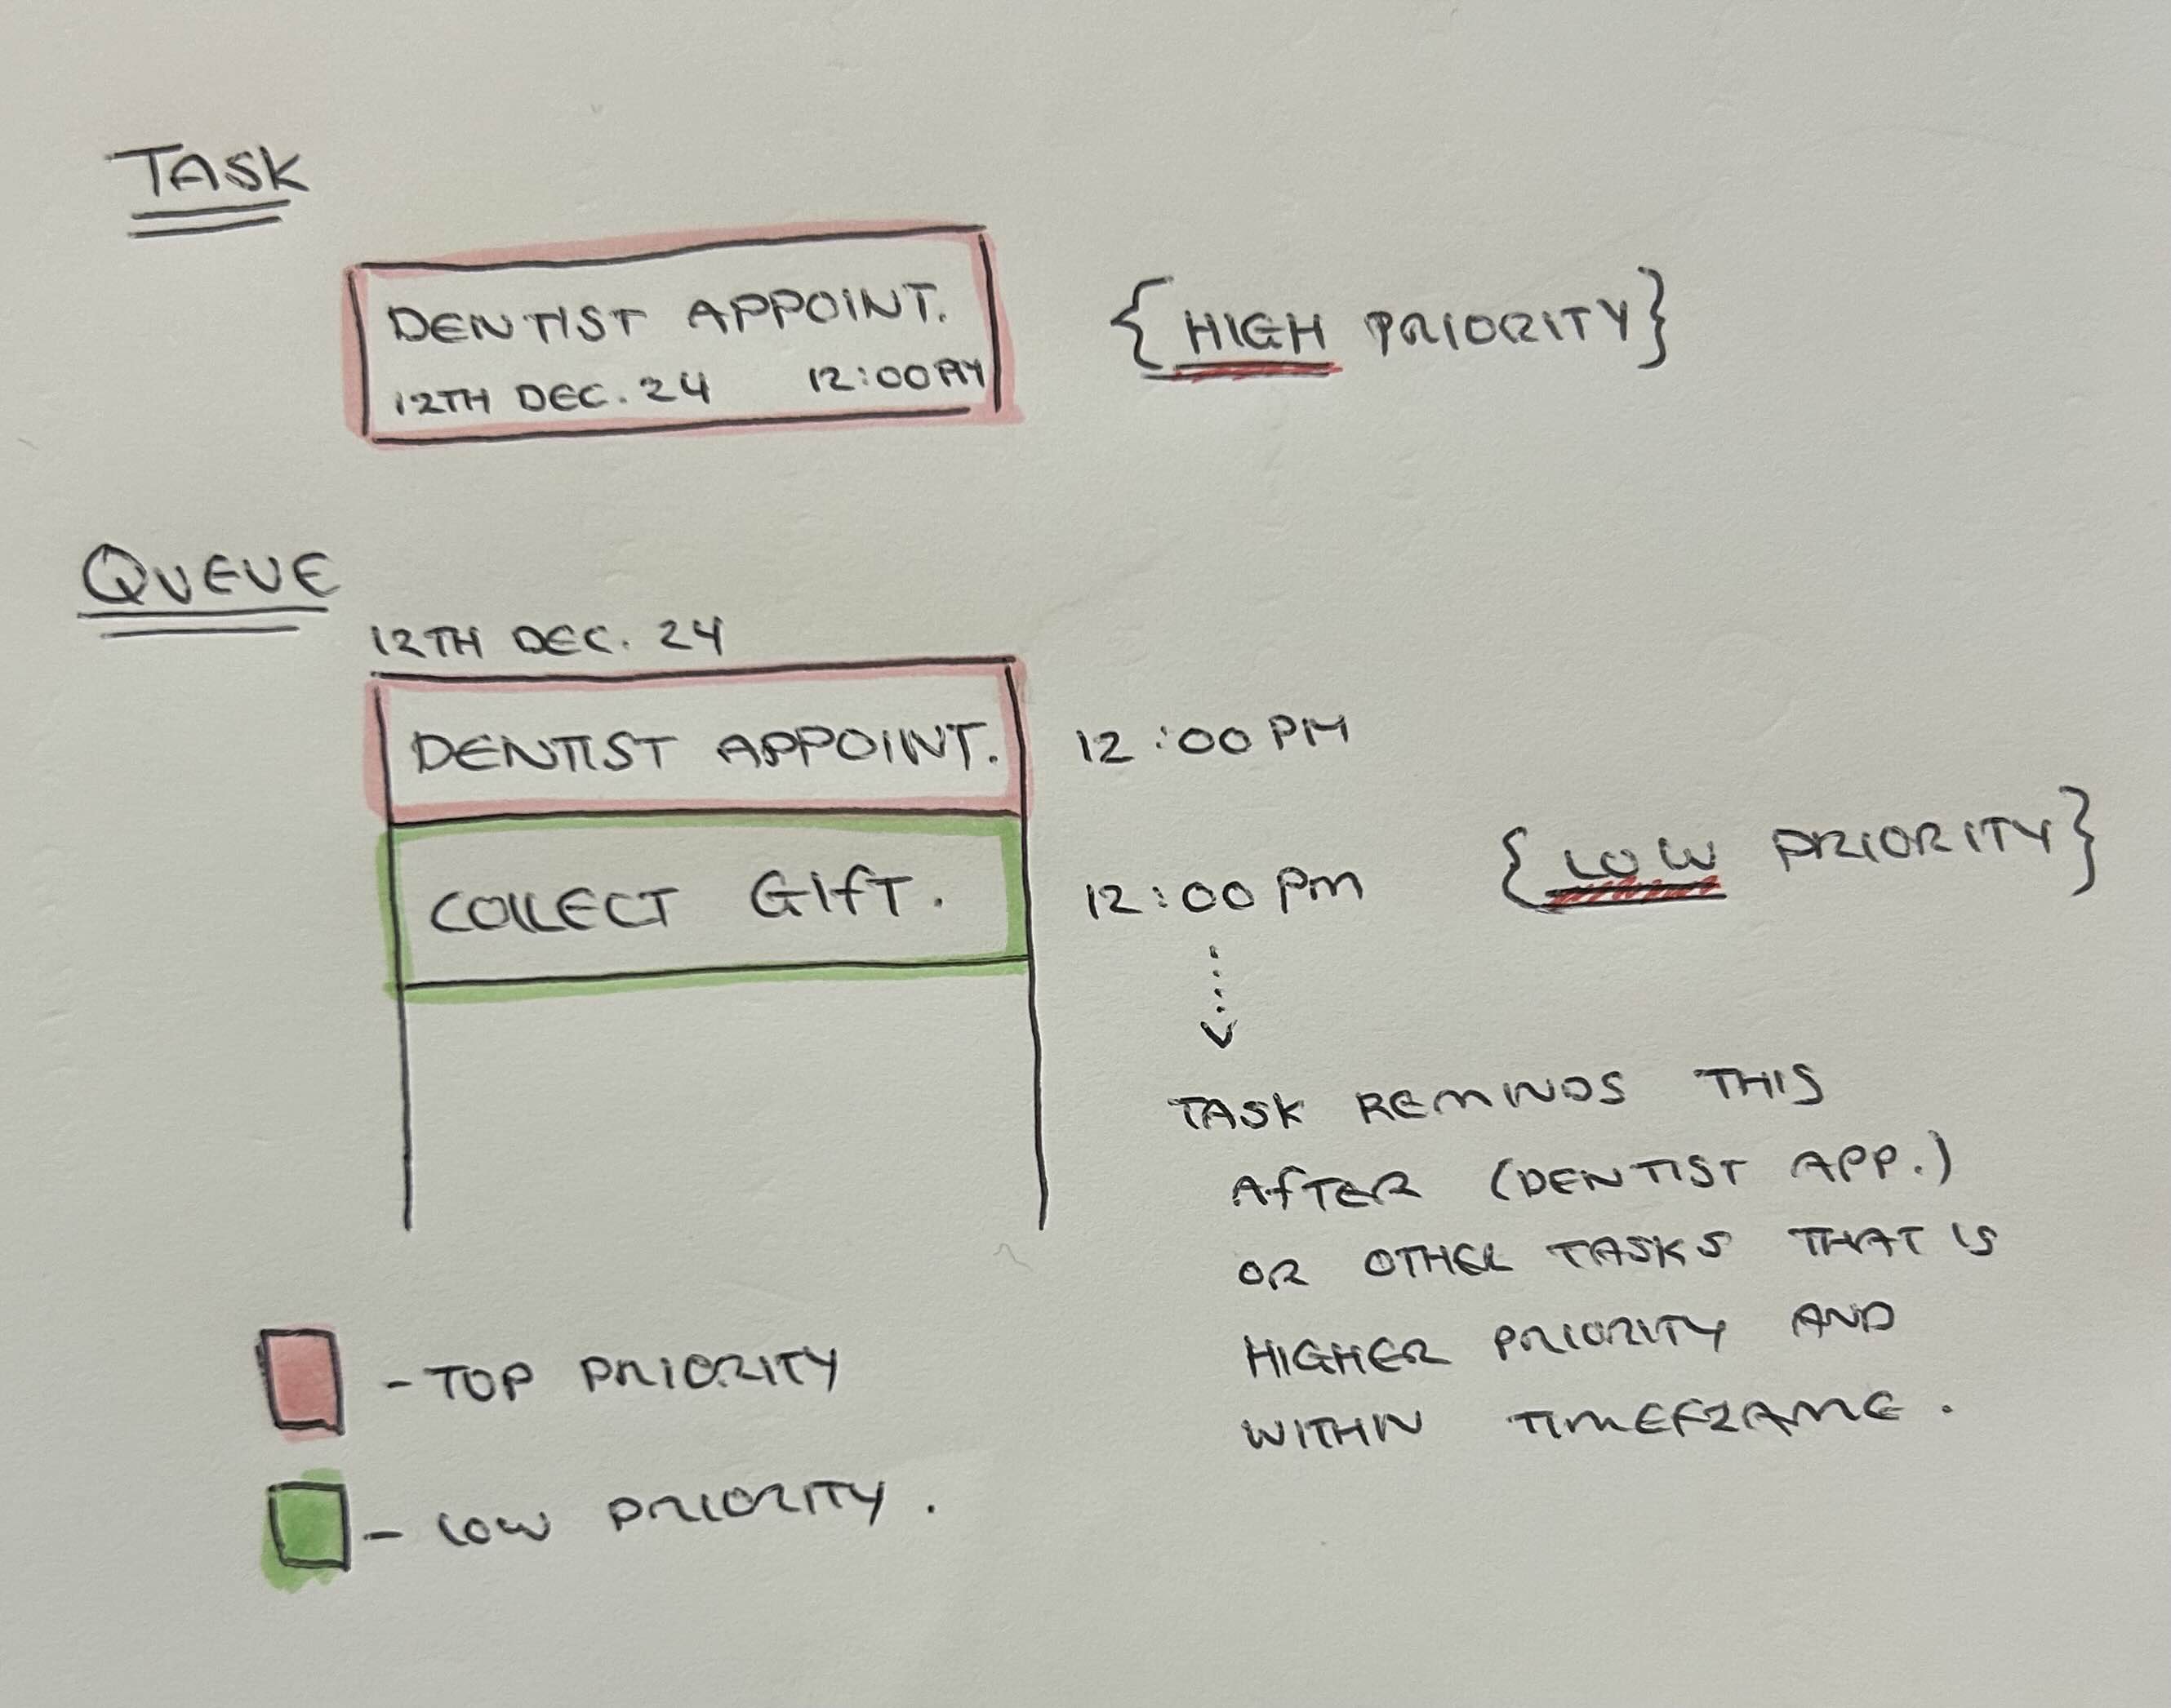 TASK
DENTIST APPOINT.
12TH DEC. 24 12:00PM
{HIGH PRIORITY}
QUEUE
12TH DEC. 24
DENTIST APPOINT. 12:00 PM
COLLECT GIFT. 12:00 PM {LOW PRIORITY}
TASK REMINDS THIS
AFTER (DENTIST APP.)
OR OTHER TASKS THAT IS
HIGHER PRIORITY AND
WITHIN TIMEFRAME.
- TOP PRIORITY
- LOW PRIORITY.